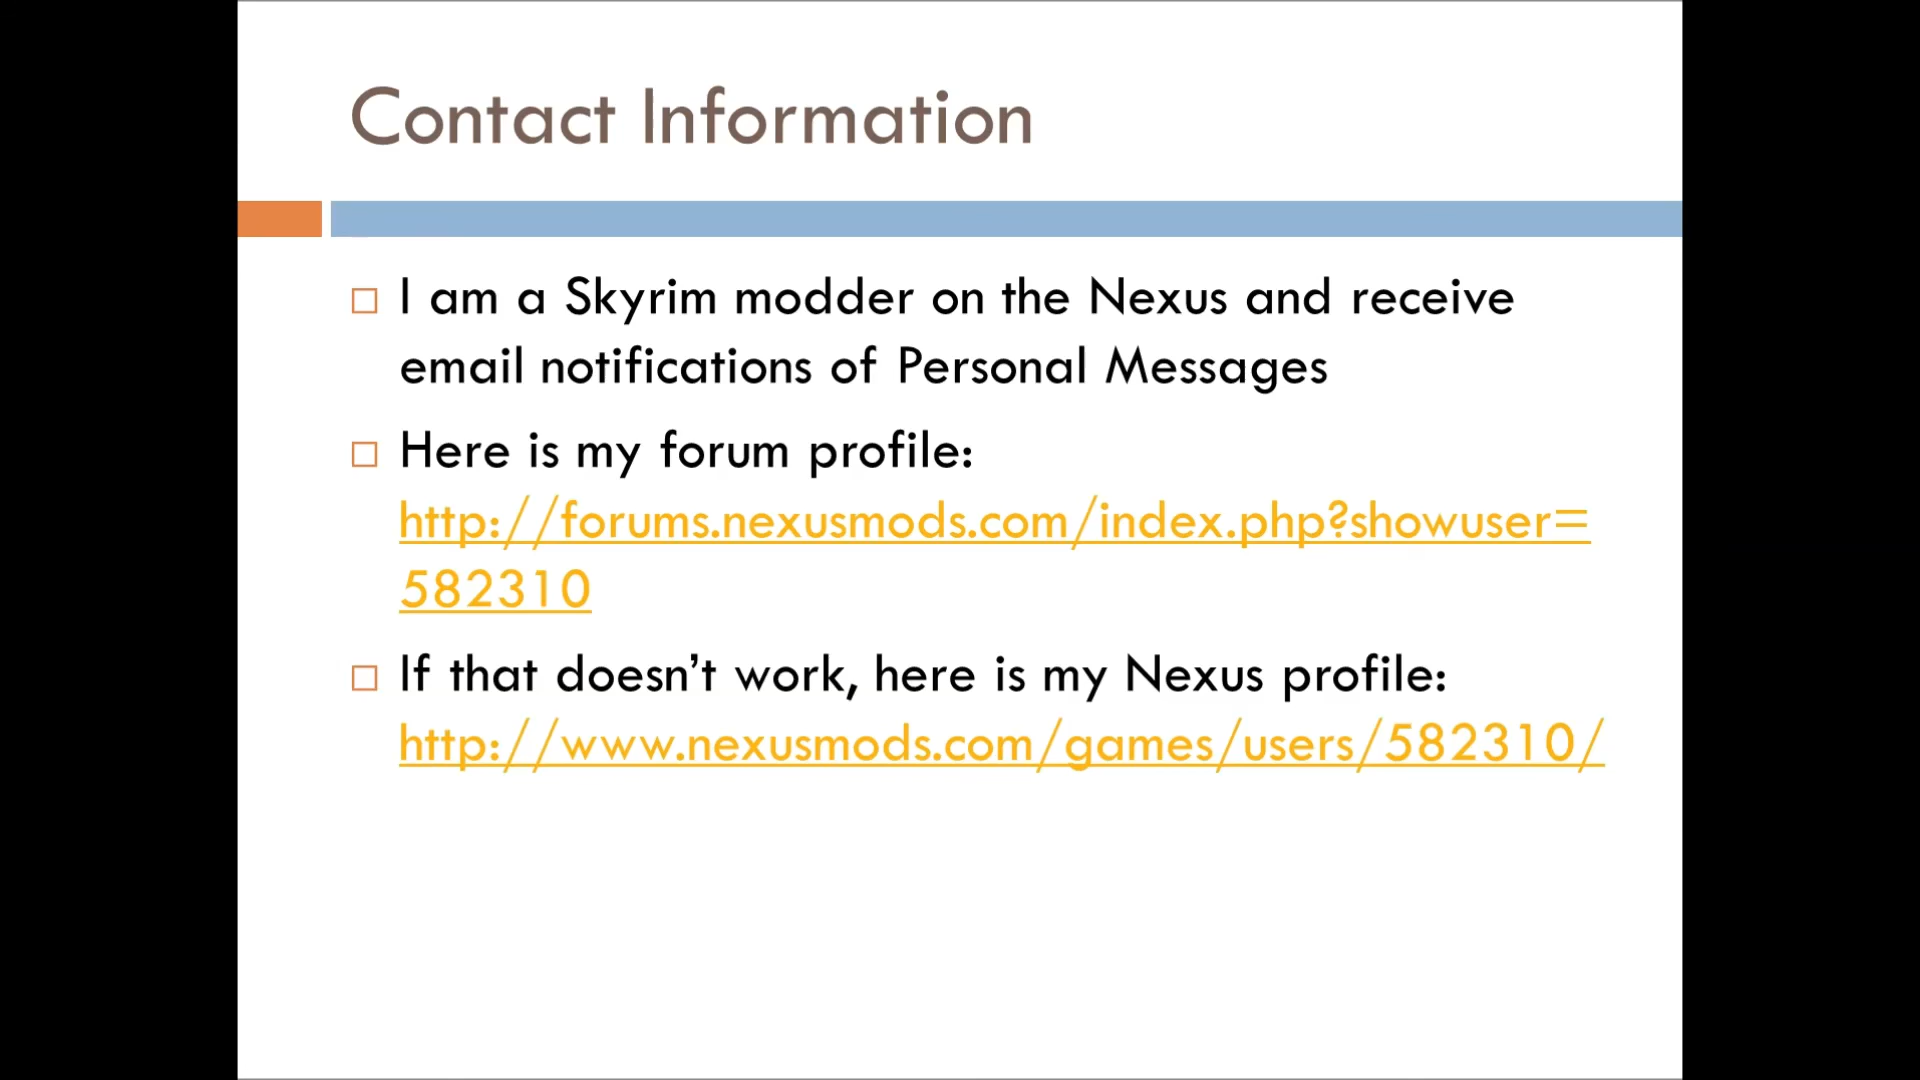 Contact Information
I am a Skyrim modder on the Nexus and receive
email notifications of Personal Messages
Here is my forum profile:
http://forums.nexusmods.com/index.php?showuser=
582310
If that doesn’t work, here is my Nexus profile:
http://www.nexusmods.com/games/users/582310/